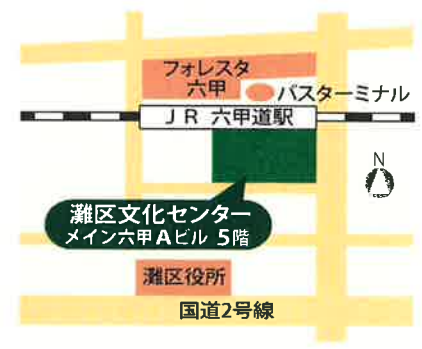 フォレスタ
六甲
バスターミナル
JR 六甲道駅
N
灘区文化センター
メイン六甲Aビル 5階
灘区役所
国道2号線